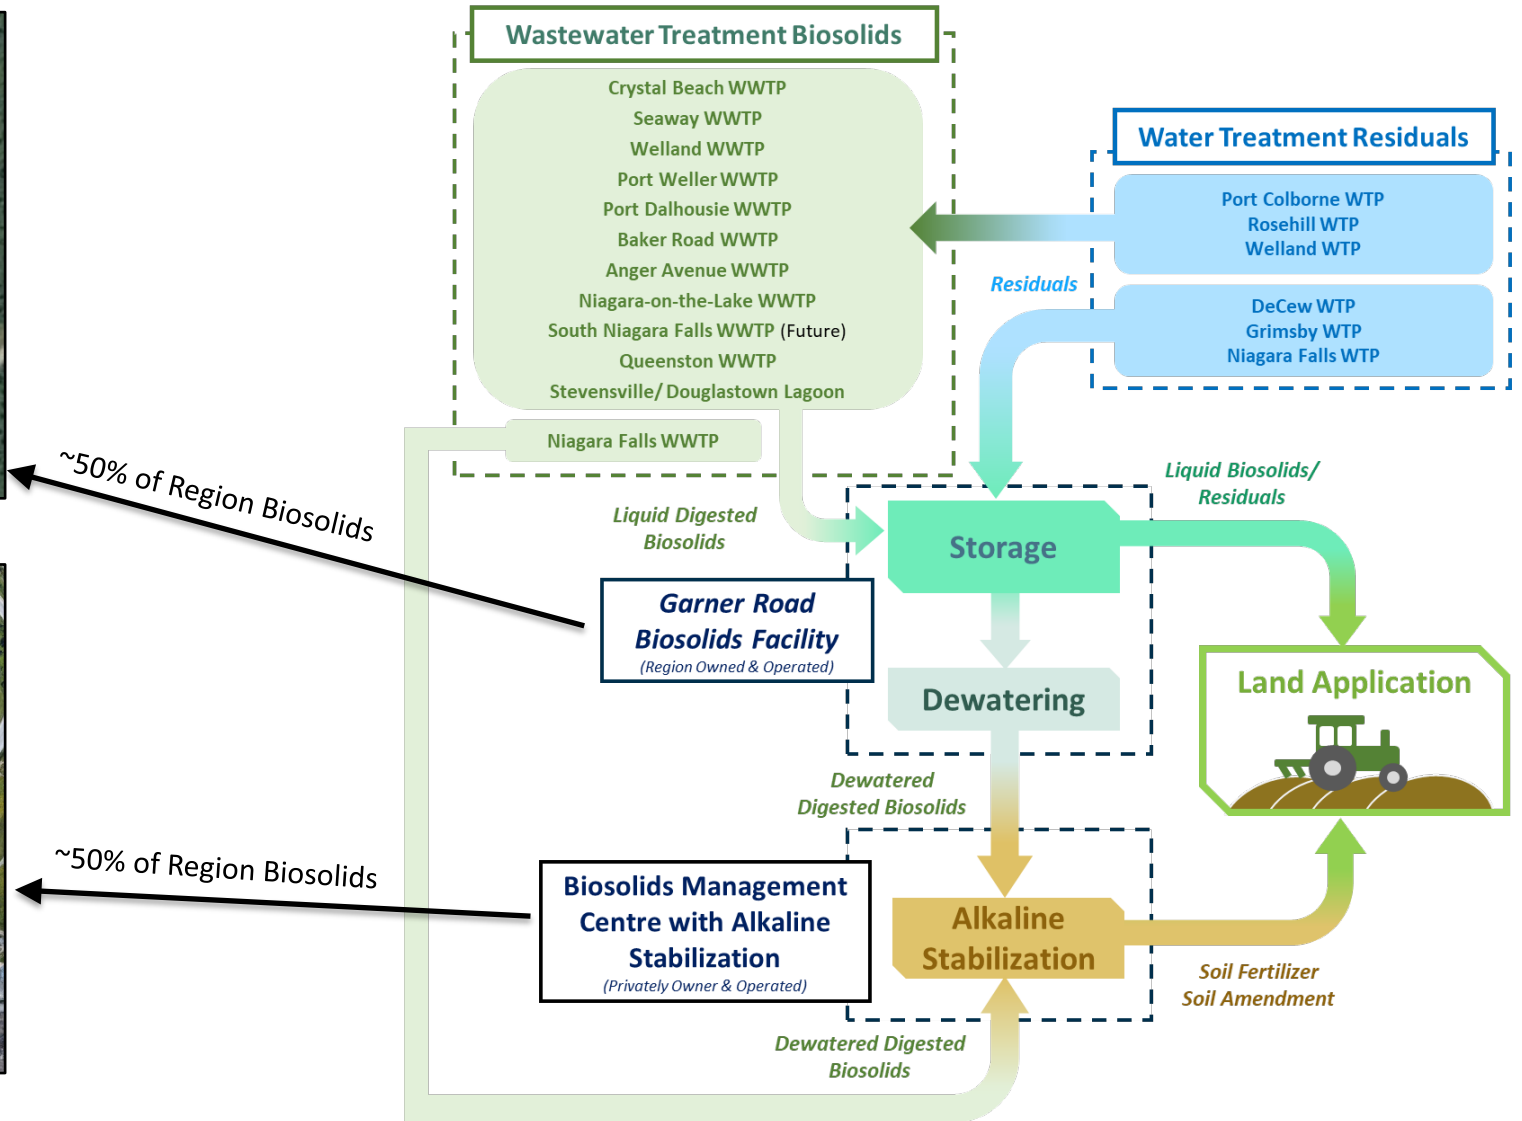 Wastewater Treatment Biosolids
Crystal Beach WWTP
Seaway WWTP
Welland WWTP
Port Weller WWTP
Port Dalhousie WWTP
Baker Road WWTP
Anger Avenue WWTP
Niagara-on-the-Lake WWTP
South Niagara Falls WWTP (Future)
Queenston WWTP
Stevensville/ Douglastown Lagoon
Niagara Falls WWTP
Water Treatment Residuals
Port Colborne WTP
Rosehill WTP
Welland WTP
Residuals
DeCew WTP
Grimsby WTP
Niagara Falls WTP
~50% of Region Biosolids
Liquid Digested
Biosolids
Storage
Liquid Biosolids/
Residuals
Garner Road
Biosolids Facility
(Region Owned & Operated)
Dewatering
Land Application
Dewatered
Digested Biosolids
~50% of Region Biosolids
Biosolids Management
Centre with Alkaline
Stabilization
(Privately Owner & Operated)
Alkaline
Stabilization
Soil Fertilizer
Soil Amendment
Dewatered Digested
Biosolids